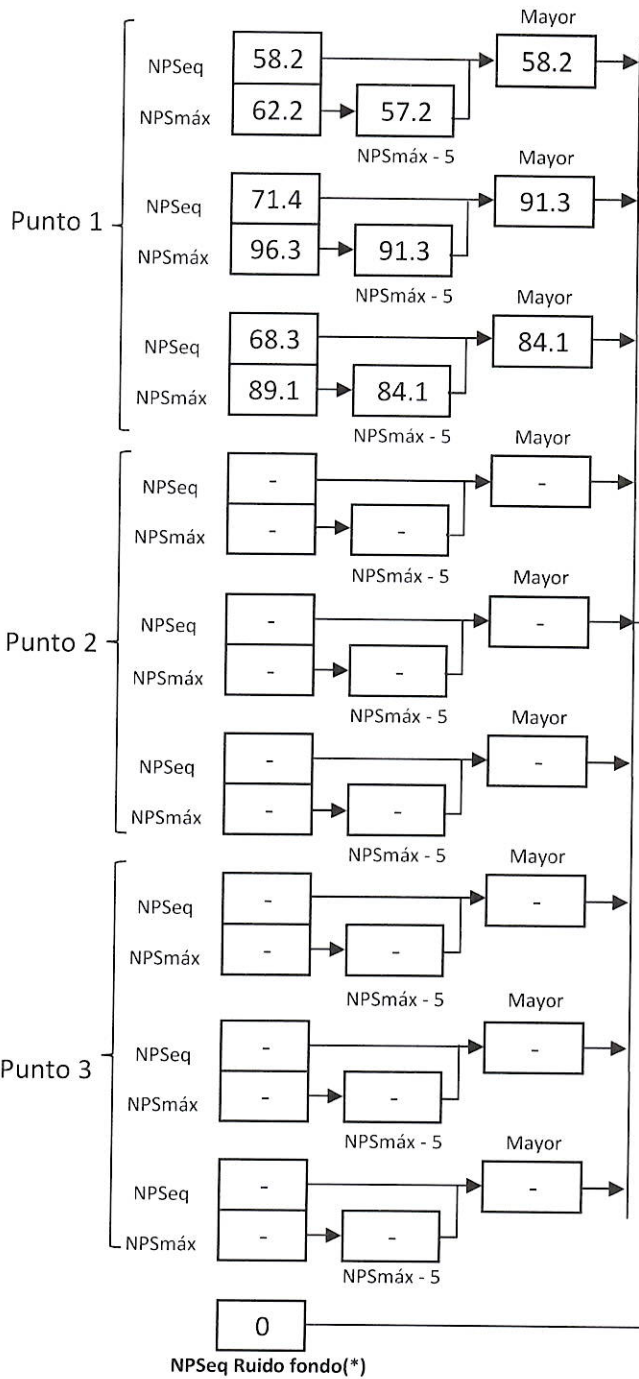 Mayor
NPSeq 58.2 58.2
NPSmáx 62.2 57.2
NPSmáx - 5
Mayor
NPSeq 71.4 91.3
NPSmáx 96.3 91.3
NPSmáx - 5
Punto 1
Mayor
NPSeq 68.3 84.1
NPSmáx 89.1 84.1
NPSmáx - 5
Mayor
NPSeq - -
NPSmáx - -
NPSmáx - 5
Mayor
NPSeq - -
NPSmáx - -
NPSmáx - 5
Punto 2
Mayor
NPSeq - -
NPSmáx - -
NPSmáx - 5
Mayor
NPSeq - -
NPSmáx - -
NPSmáx - 5
Mayor
NPSeq - -
NPSmáx - -
NPSmáx - 5
Punto 3
Mayor
NPSeq - -
NPSmáx - -
NPSmáx - 5
0
NPSeq Ruido fondo(*)